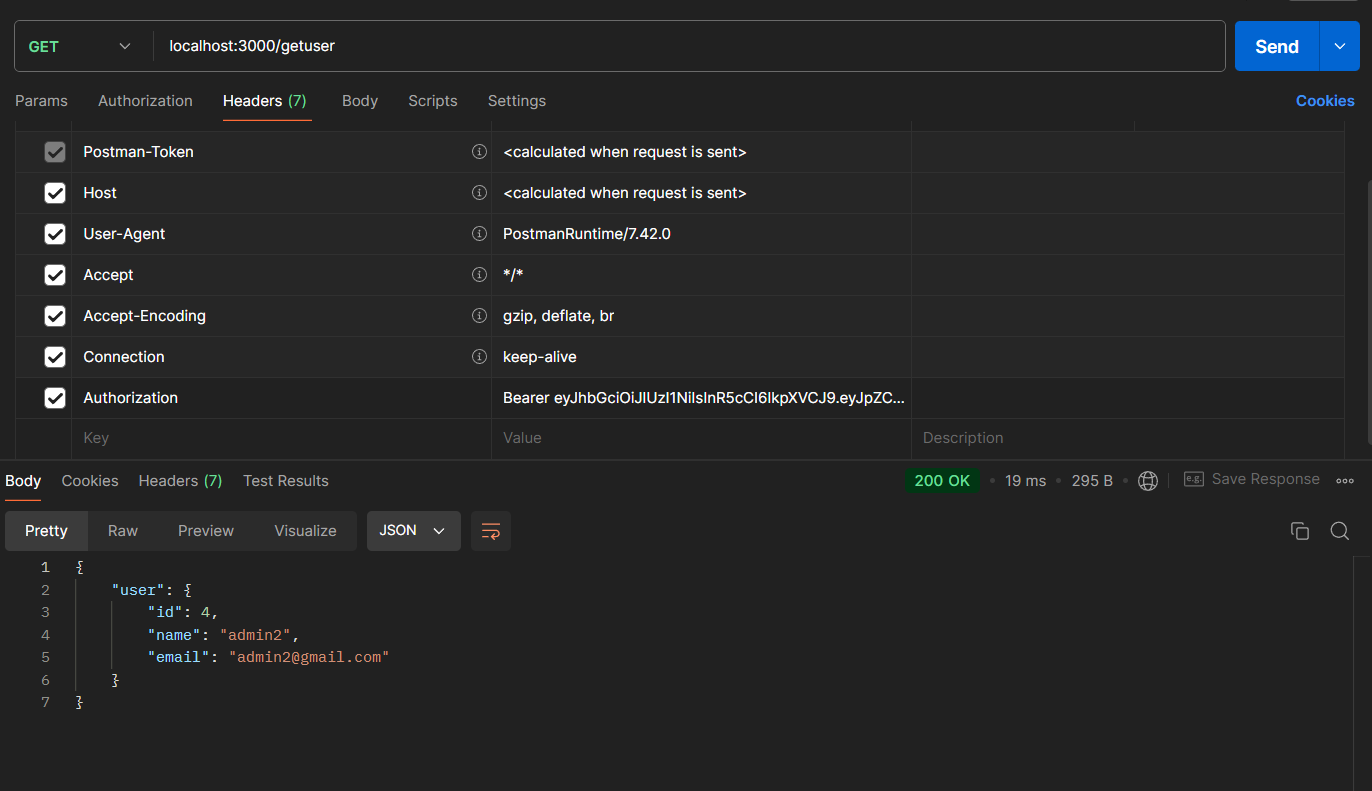 GET localhost:3000/getuser Send
Params Authorization Headers (7) Body Scripts Settings Cookies
Postman-Token <calculated when request is sent>
Host <calculated when request is sent>
User-Agent PostmanRuntime/7.42.0
Accept */*
Accept-Encoding gzip, deflate, br
Connection keep-alive
Authorization Bearer eyJhbGciOiJIUzI1NiIsInR5cCI6IkpXVCJ9.eyJpZC...
Key Value Description
Body Cookies Headers (7) Test Results 200 OK • 19 ms • 295 B • e.g. Save Response
Pretty Raw Preview Visualize JSON
1 {
2 "user": {
3 "id": 4,
4 "name": "admin2",
5 "email": "admin2@gmail.com"
6 }
7 }